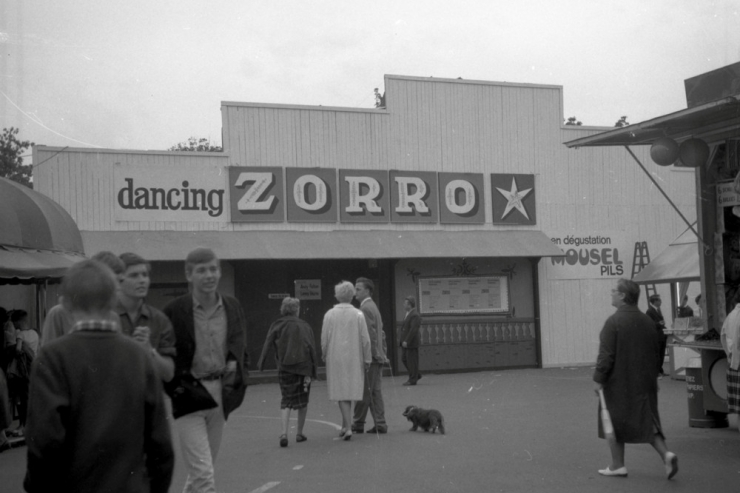 dancing ZORRO
en dégustation
MOUSEL
PILS